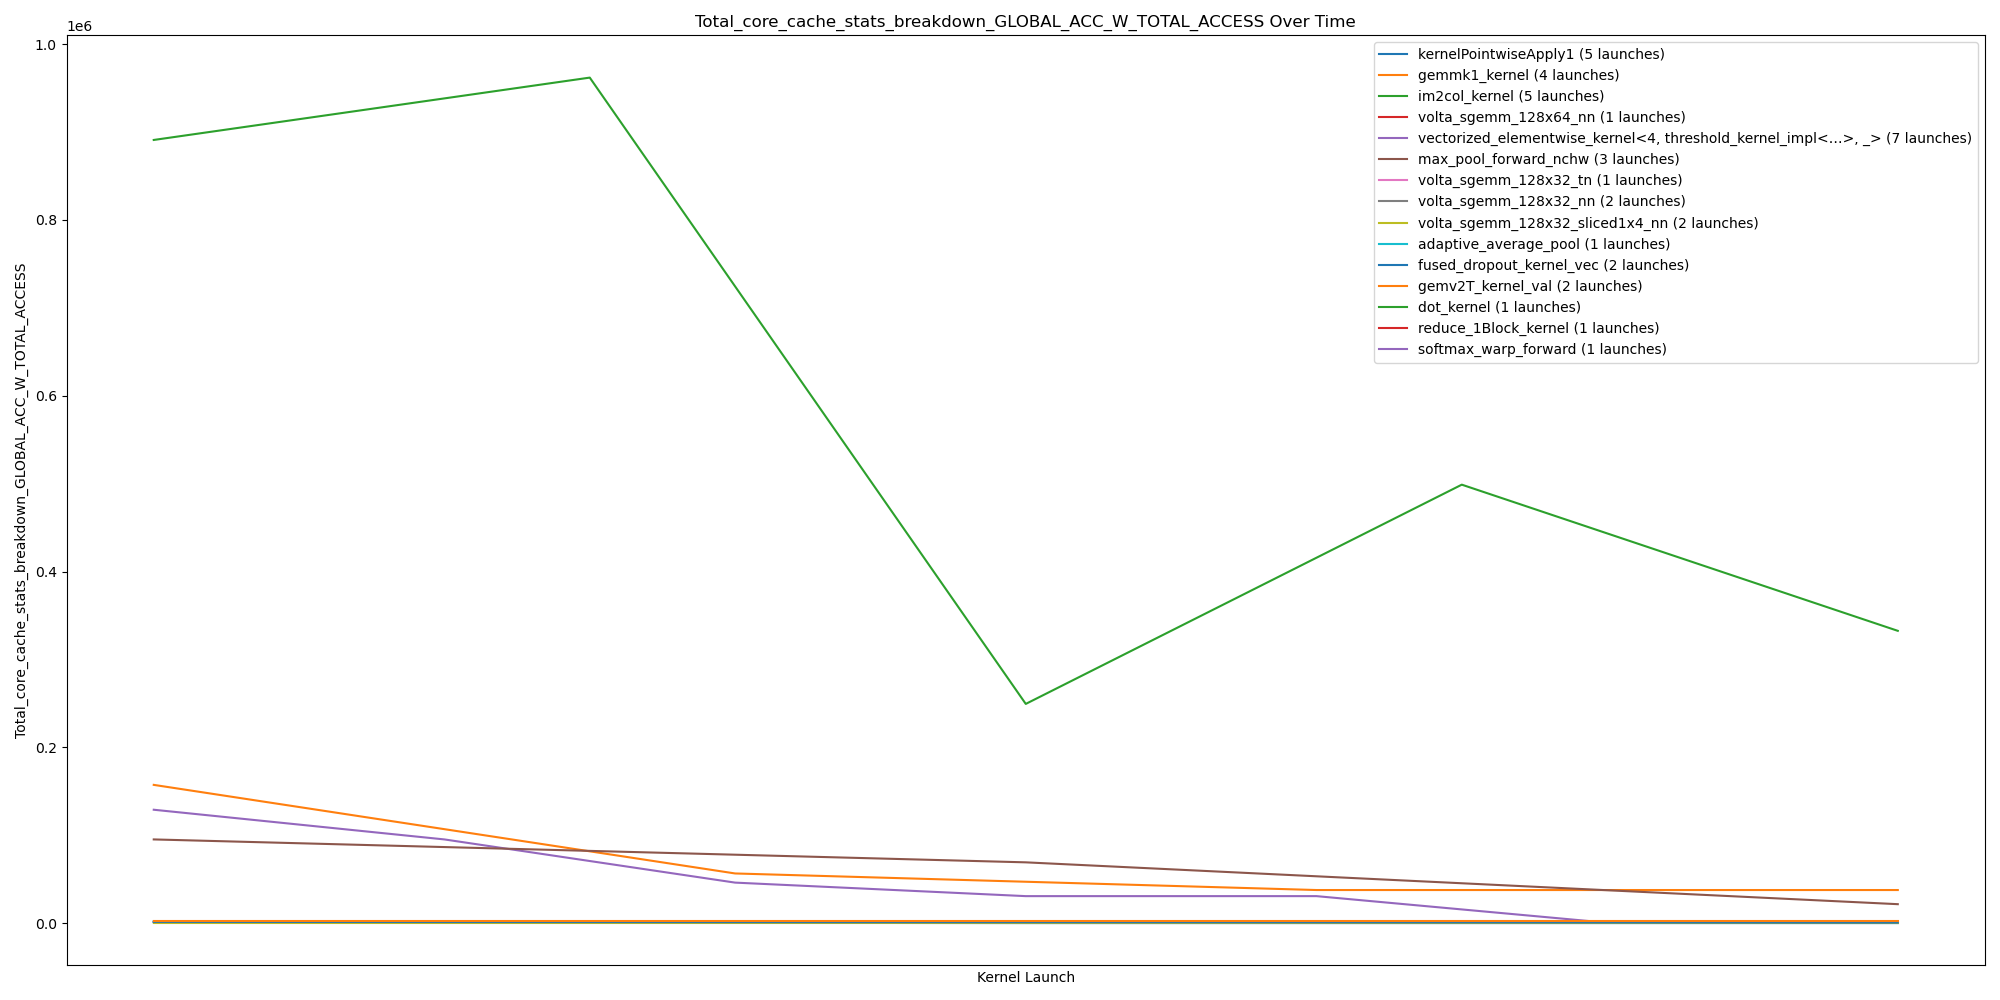 Total_core_cache_stats_breakdown_GLOBAL_ACC_W_TOTAL_ACCESS Over Time
1e6
1.0
0.8
0.6
0.4
0.2
0.0
Total_core_cache_stats_breakdown_GLOBAL_ACC_W_TOTAL_ACCESS
Kernel Launch
kernelPointwiseApply1 (5 launches)
gemmk1_kernel (4 launches)
im2col_kernel (5 launches)
volta_sgemm_128x64_nn (1 launches)
vectorized_elementwise_kernel<4, threshold_kernel_impl<...>, _> (7 launches)
max_pool_forward_nchw (3 launches)
volta_sgemm_128x32_tn (1 launches)
volta_sgemm_128x32_nn (2 launches)
volta_sgemm_128x32_sliced1x4_nn (2 launches)
adaptive_average_pool (1 launches)
fused_dropout_kernel_vec (2 launches)
gemv2T_kernel_val (2 launches)
dot_kernel (1 launches)
reduce_1Block_kernel (1 launches)
softmax_warp_forward (1 launches)